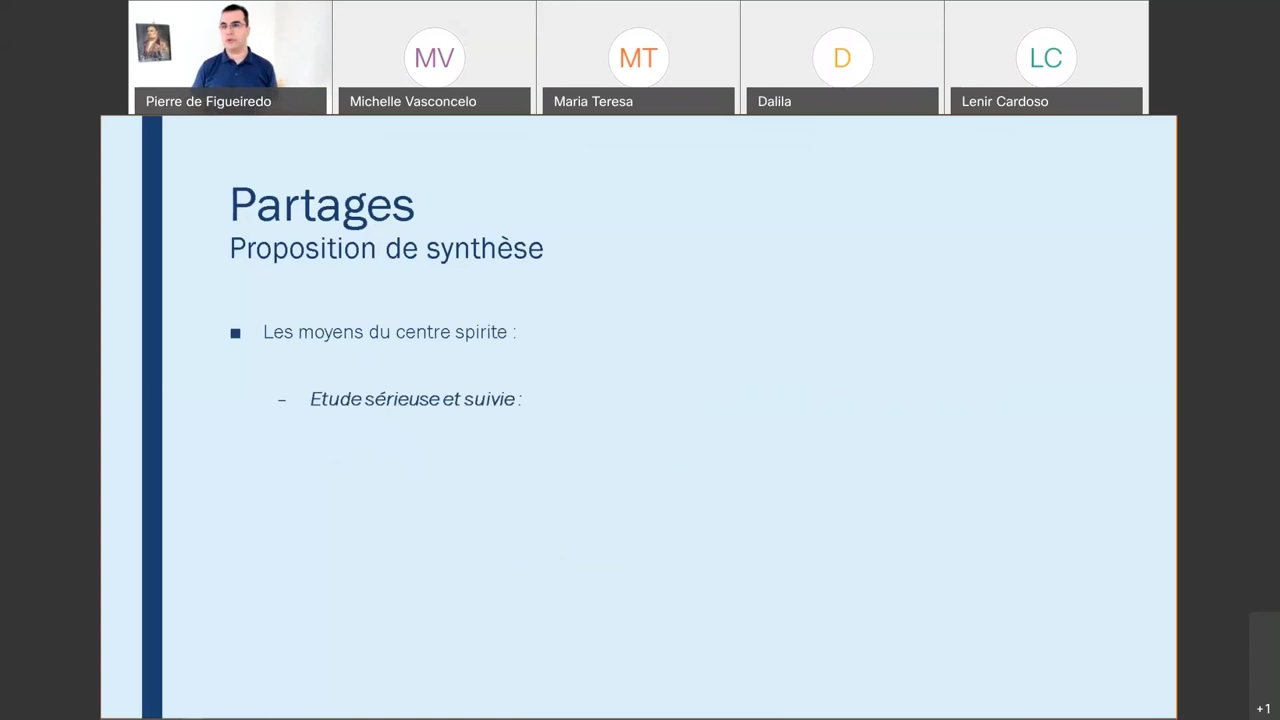 MV
MT
D
LC
Pierre de Figueiredo
Michelle Vasconcelo
Maria Teresa
Dalila
Lenir Cardoso
Partages
Proposition de synthèse
■ Les moyens du centre spirite :
– Etude sérieuse et suivie :
+1